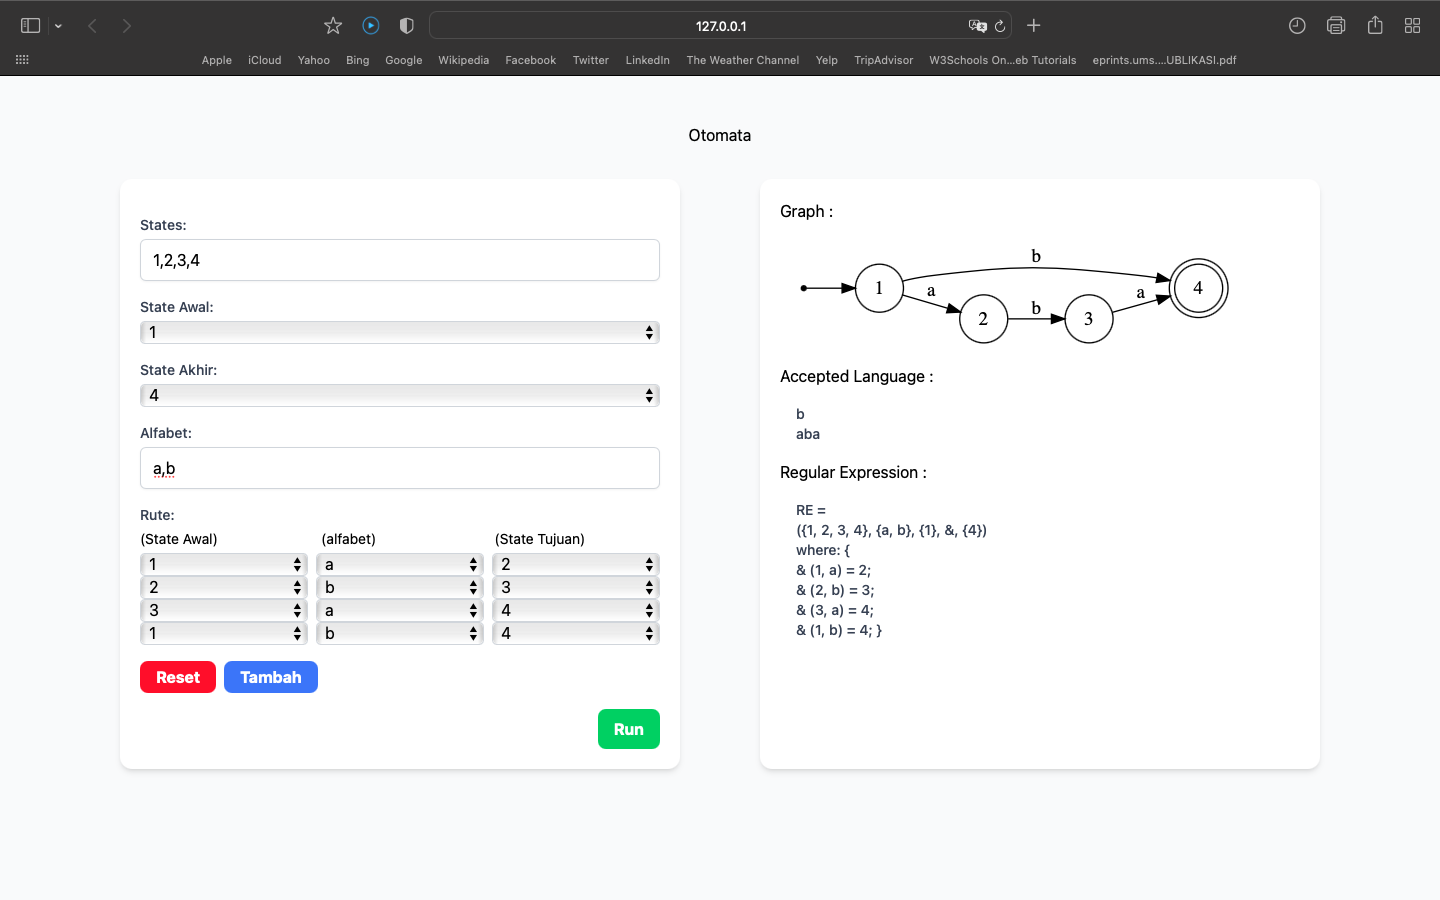 127.0.0.1
Apple iCloud Yahoo Bing Google Wikipedia Facebook Twitter LinkedIn The Weather Channel Yelp TripAdvisor W3Schools On...eb Tutorials eprints.ums....UBLIKASI.pdf
Otomata
States:
1,2,3,4
State Awal:
1
State Akhir:
4
Alfabet:
a,b
Rute:
(State Awal) (alfabet) (State Tujuan)
1 a 2
2 b 3
3 a 4
1 b 4
Reset Tambah
Run
Graph :
b
1 a 2 b 3 a 4
Accepted Language :
b
aba
Regular Expression :
RE =
({1, 2, 3, 4}, {a, b}, {1}, &, {4})
where: {
& (1, a) = 2;
& (2, b) = 3;
& (3, a) = 4;
& (1, b) = 4; }